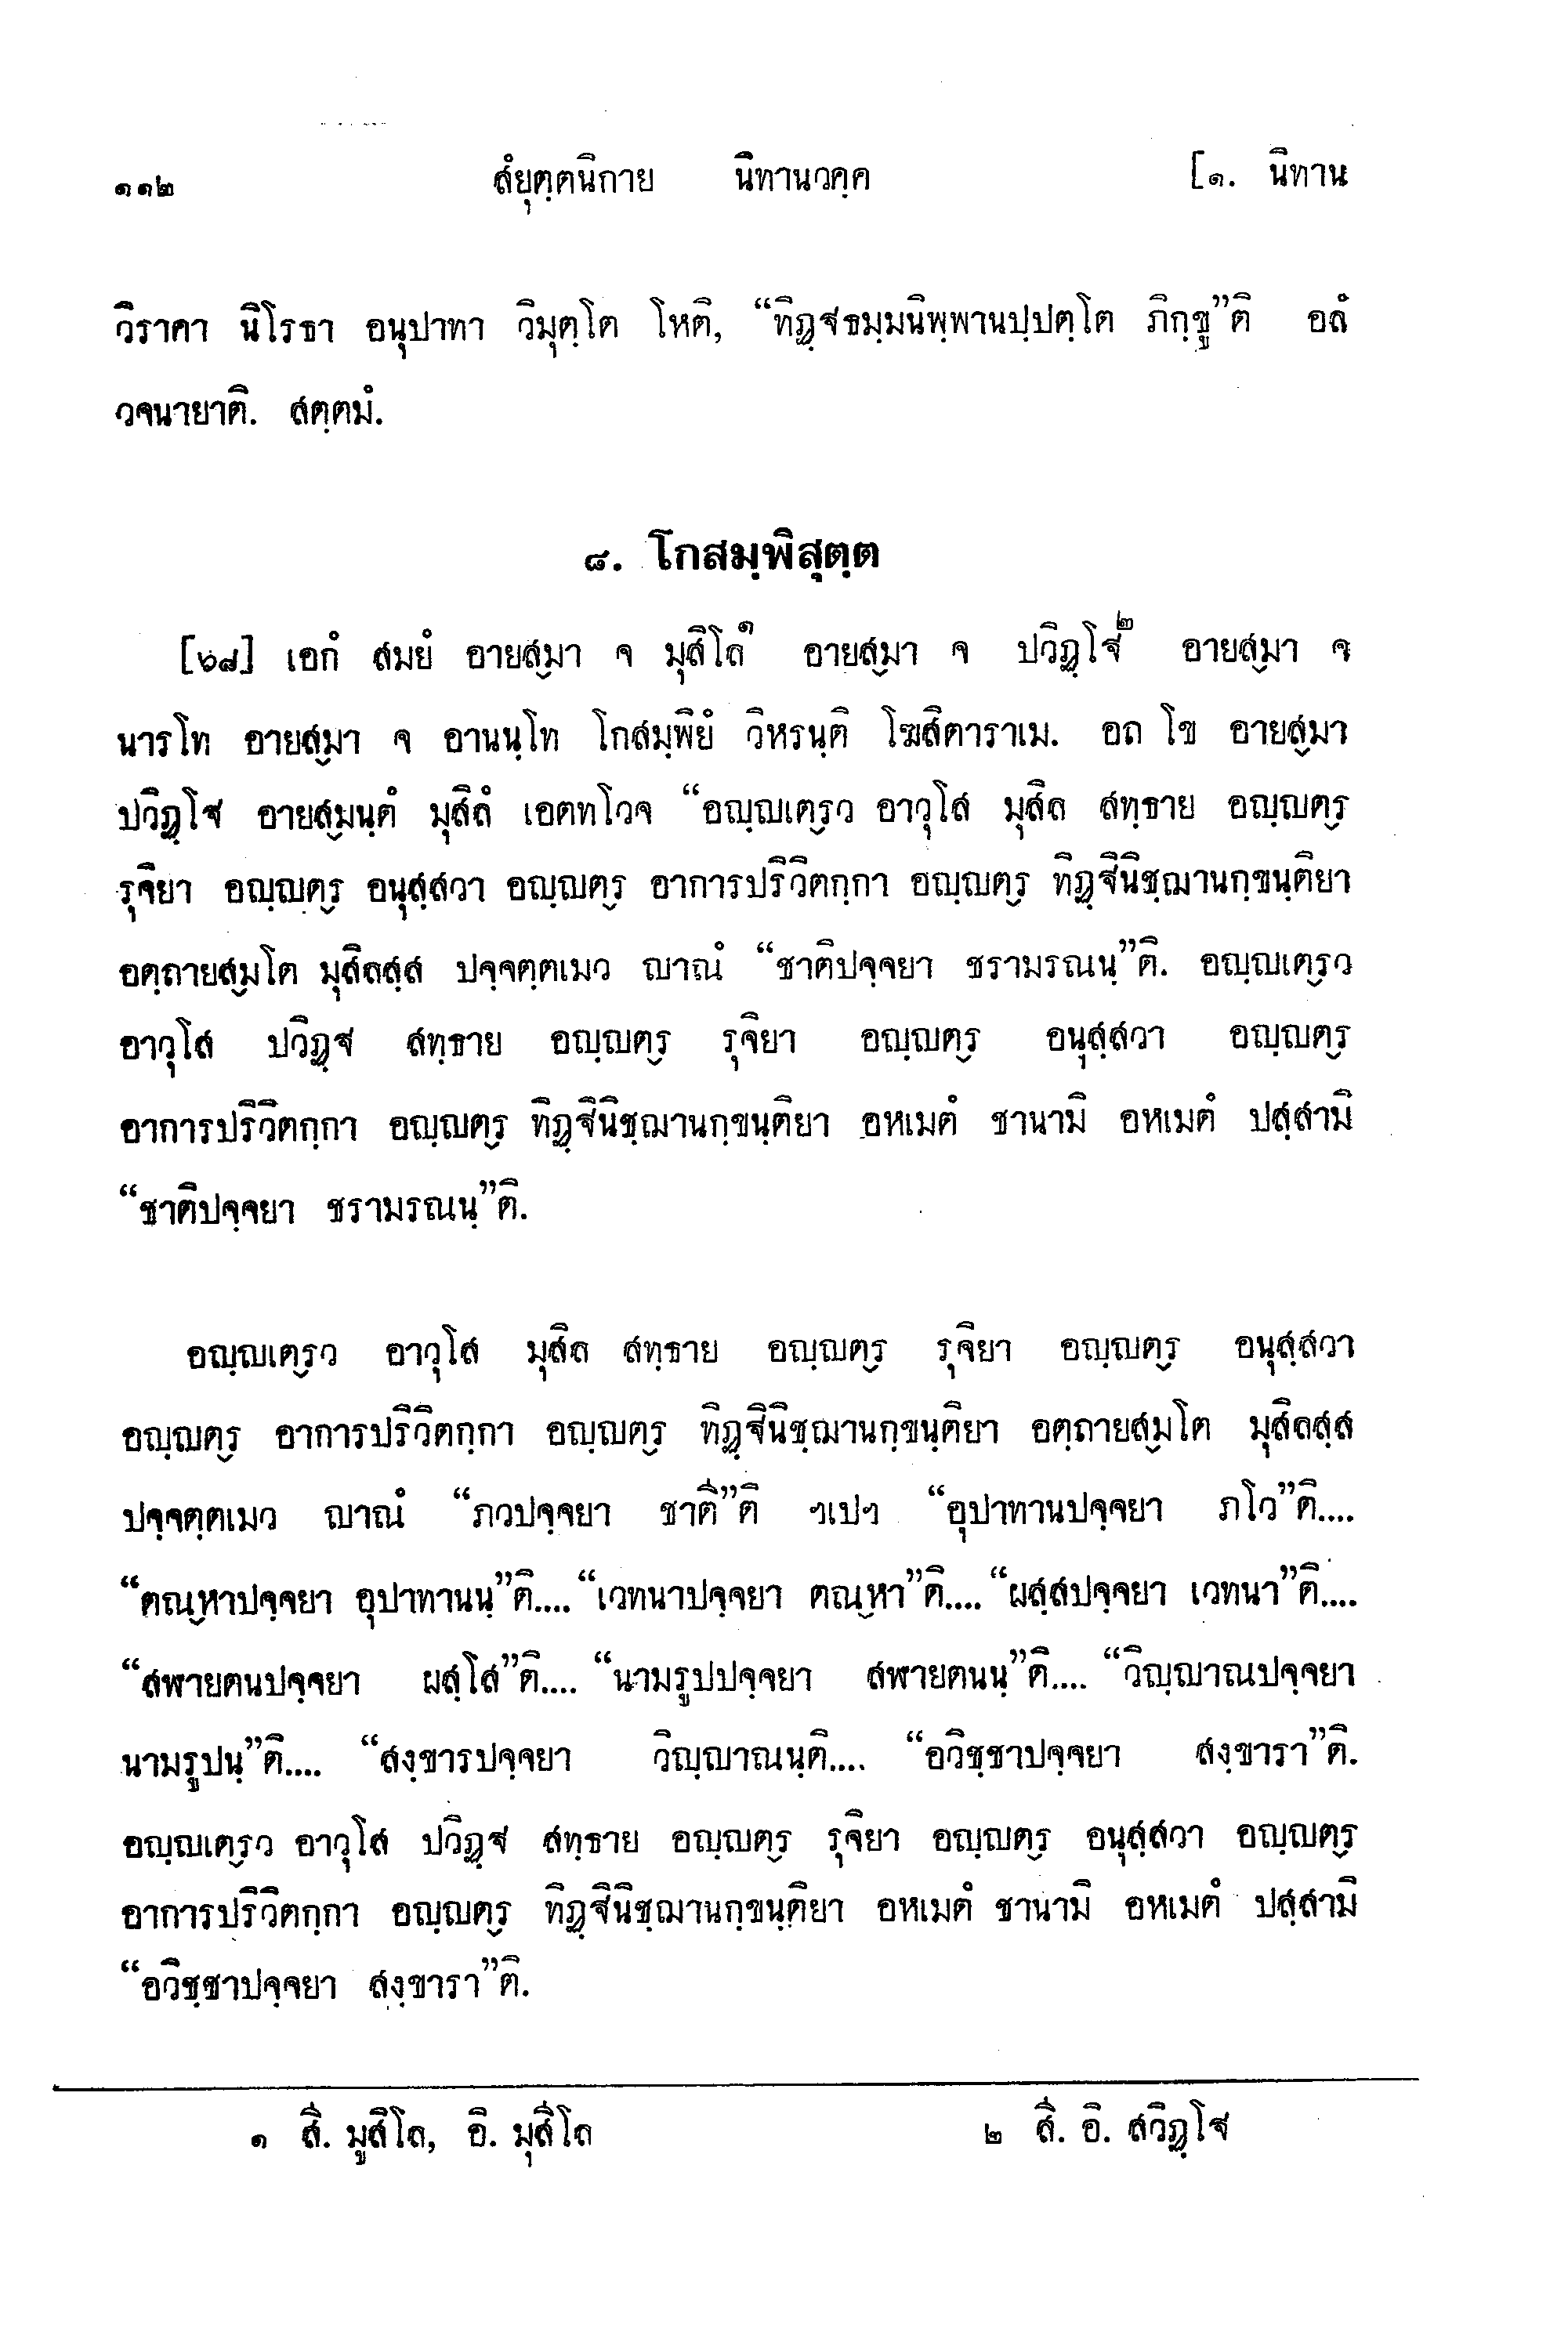 ๑๑๒ สํยุตฺตนิกาย นิทานวคฺค [๑. นิทาน
วิราคา นิโรธา อนุปาทา วิมุตฺโต โหติ, “ทิฏฺฐธมฺมนิพฺพานปฺปตฺโต ภิกฺขู”ติ อลํ
วจนายาติ. สตฺตมํ.
๘. โกสมฺพิสุตฺต
[๖๘] เอกํ สมยํ อายสฺมา จ มุสิโล๑ อายสฺมา จ ปวิฏฺโฐ๒ อายสฺมา จ
นารโท อายสฺมา จ อานนฺโท โกสมฺพิยํ วิหรนฺติ โฆสิตาราเม. อถ โข อายสฺมา
ปวิฏฺโฐ อายสฺมนฺตํ มุสิลํ เอตทโวจ “อญฺญเตฺรว อาวุโส มุสิล สทฺธาย อญฺญตฺร
รุจิยา อญฺญตฺร อนุสฺสวา อญฺญตฺร อาการปริวิตกฺกา อญฺญตฺร ทิฏฺฐินิชฺฌานกฺขนฺติยา
อตฺถายสฺมโต มุสิลสฺส ปจฺจตฺตเมว ญาณํ “ชาติปจฺจยา ชรามรณนฺ”ติ. อญฺญเตฺรว
อาวุโส ปวิฏฺฐ สทฺธาย อญฺญตฺร รุจิยา อญฺญตฺร อนุสฺสวา อญฺญตฺร
อาการปริวิตกฺกา อญฺญตฺร ทิฏฺฐินิชฺฌานกฺขนฺติยา อหเมตํ ชานามิ อหเมตํ ปสฺสามิ
“ชาติปจฺจยา ชรามรณนฺ”ติ.
อญฺญเตฺรว อาวุโส มุสิล สทฺธาย อญฺญตฺร รุจิยา อญฺญตฺร อนุสฺสวา
อญฺญตฺร อาการปริวิตกฺกา อญฺญตฺร ทิฏฺฐินิชฺฌานกฺขนฺติยา อตฺถายสฺมโต มุสิลสฺส
ปจฺจตฺตเมว ญาณํ “ภวปจฺจยา ชาตี”ติ ฯเปฯ “อุปาทานปจฺจยา ภโว”ติ....
“ตณฺหาปจฺจยา อุปาทานนฺ”ติ....“เวทนาปจฺจยา ตณฺหา”ติ....“ผสฺสปจฺจยา เวทนา”ติ....
“สฬายตนปจฺจยา ผสฺโส”ติ.... “นามรูปปจฺจยา สฬายตนนฺ”ติ.... “วิญฺญาณปจฺจยา
นามรูปนฺ”ติ.... “สงฺขารปจฺจยา วิญฺญาณนฺติ.... “อวิชฺชาปจฺจยา สงฺขารา”ติ.
อญฺญเตฺรว อาวุโส ปวิฏฺฐ สทฺธาย อญฺญตฺร รุจิยา อญฺญตฺร อนุสฺสวา อญฺญตฺร
อาการปริวิตกฺกา อญฺญตฺร ทิฏฺฐินิชฺฌานกฺขนฺติยา อหเมตํ ชานามิ อหเมตํ ปสฺสามิ
“อวิชฺชาปจฺจยา สงฺขารา”ติ.
๑ สี. มูสิโล, อิ. มุสีโล ๒ สี. อิ. สวิฏฺโฐ